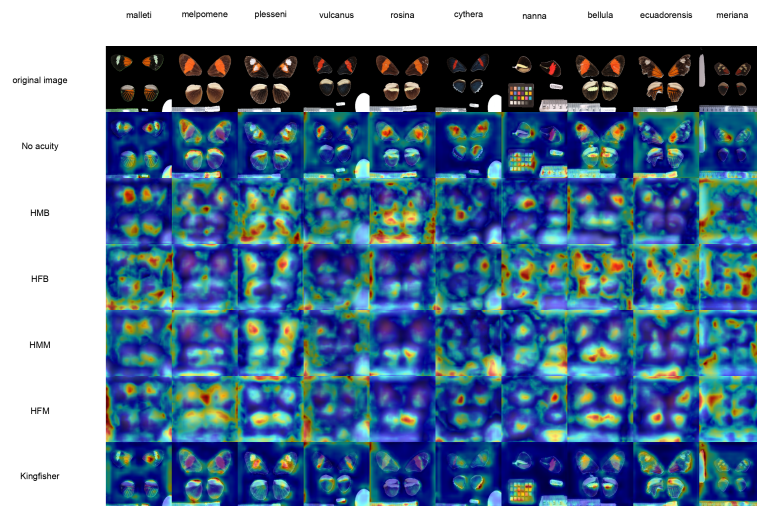 malleti melpomene plesseni vulcanus rosina cythera nanna bellula ecuadorensis meriana
original image
No acuity
HMB
HFB
HMM
HFM
Kingfisher